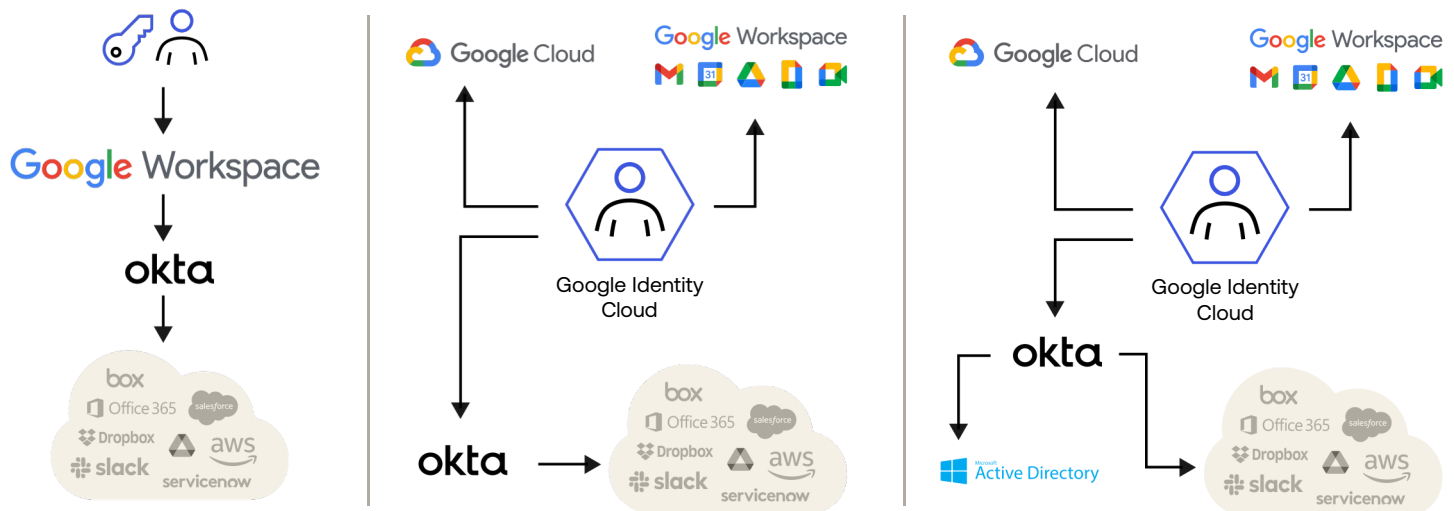 Google Workspace
okta
box
Office 365
salesforce
Dropbox
aws
slack
servicenow
Google Cloud
Google Workspace
31
Google Identity
Cloud
okta
box
Office 365
salesforce
Dropbox
aws
slack
servicenow
Google Cloud
Google Workspace
31
Google Identity
Cloud
okta
Microsoft
Active Directory
box
Office 365
salesforce
Dropbox
aws
slack
servicenow